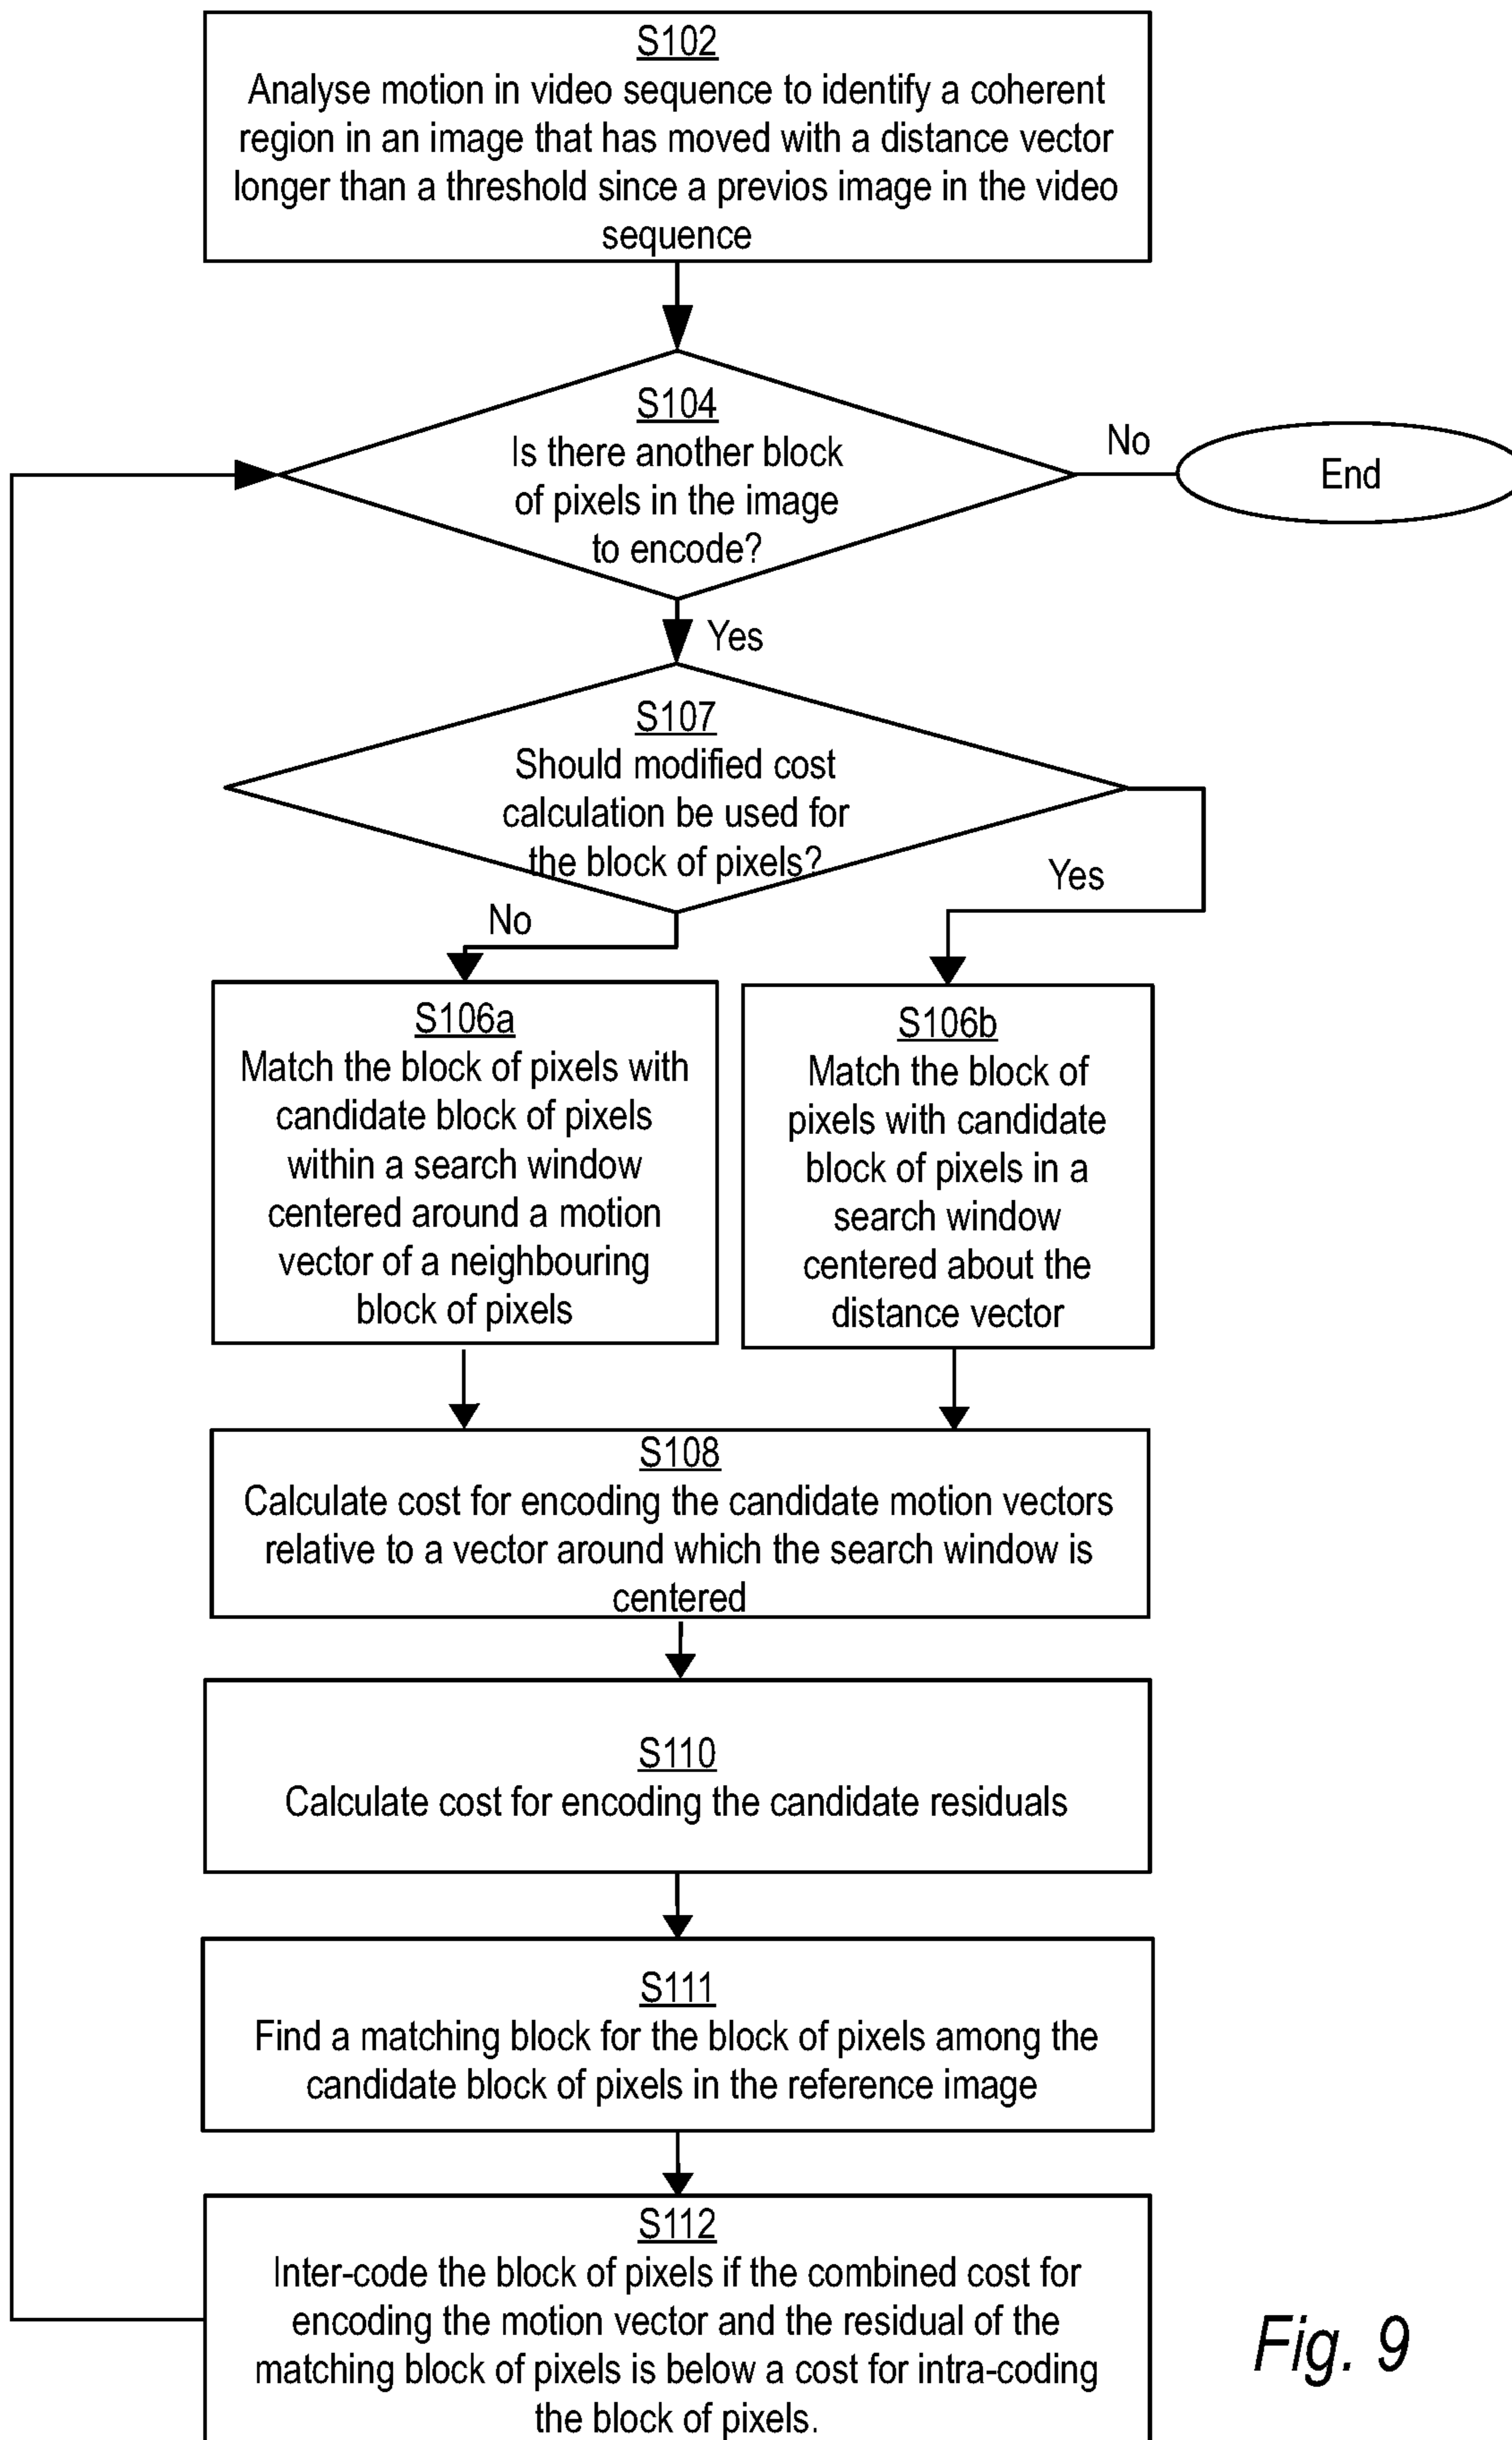 S102
Analyse motion in video sequence to identify a coherent
region in an image that has moved with a distance vector
longer than a threshold since a previos image in the video
sequence
S104
Is there another block
of pixels in the image
to encode?
No
End
Yes
S107
Should modified cost
calculation be used for
the block of pixels?
Yes
No
S106a
Match the block of pixels with
candidate block of pixels
within a search window
centered around a motion
vector of a neighbouring
block of pixels
S106b
Match the block of
pixels with candidate
block of pixels in a
search window
centered about the
distance vector
S108
Calculate cost for encoding the candidate motion vectors
relative to a vector around which the search window is
centered
S110
Calculate cost for encoding the candidate residuals
S111
Find a matching block for the block of pixels among the
candidate block of pixels in the reference image
S112
Inter-code the block of pixels if the combined cost for
encoding the motion vector and the residual of the
matching block of pixels is below a cost for intra-coding
the block of pixels.
Fig. 9